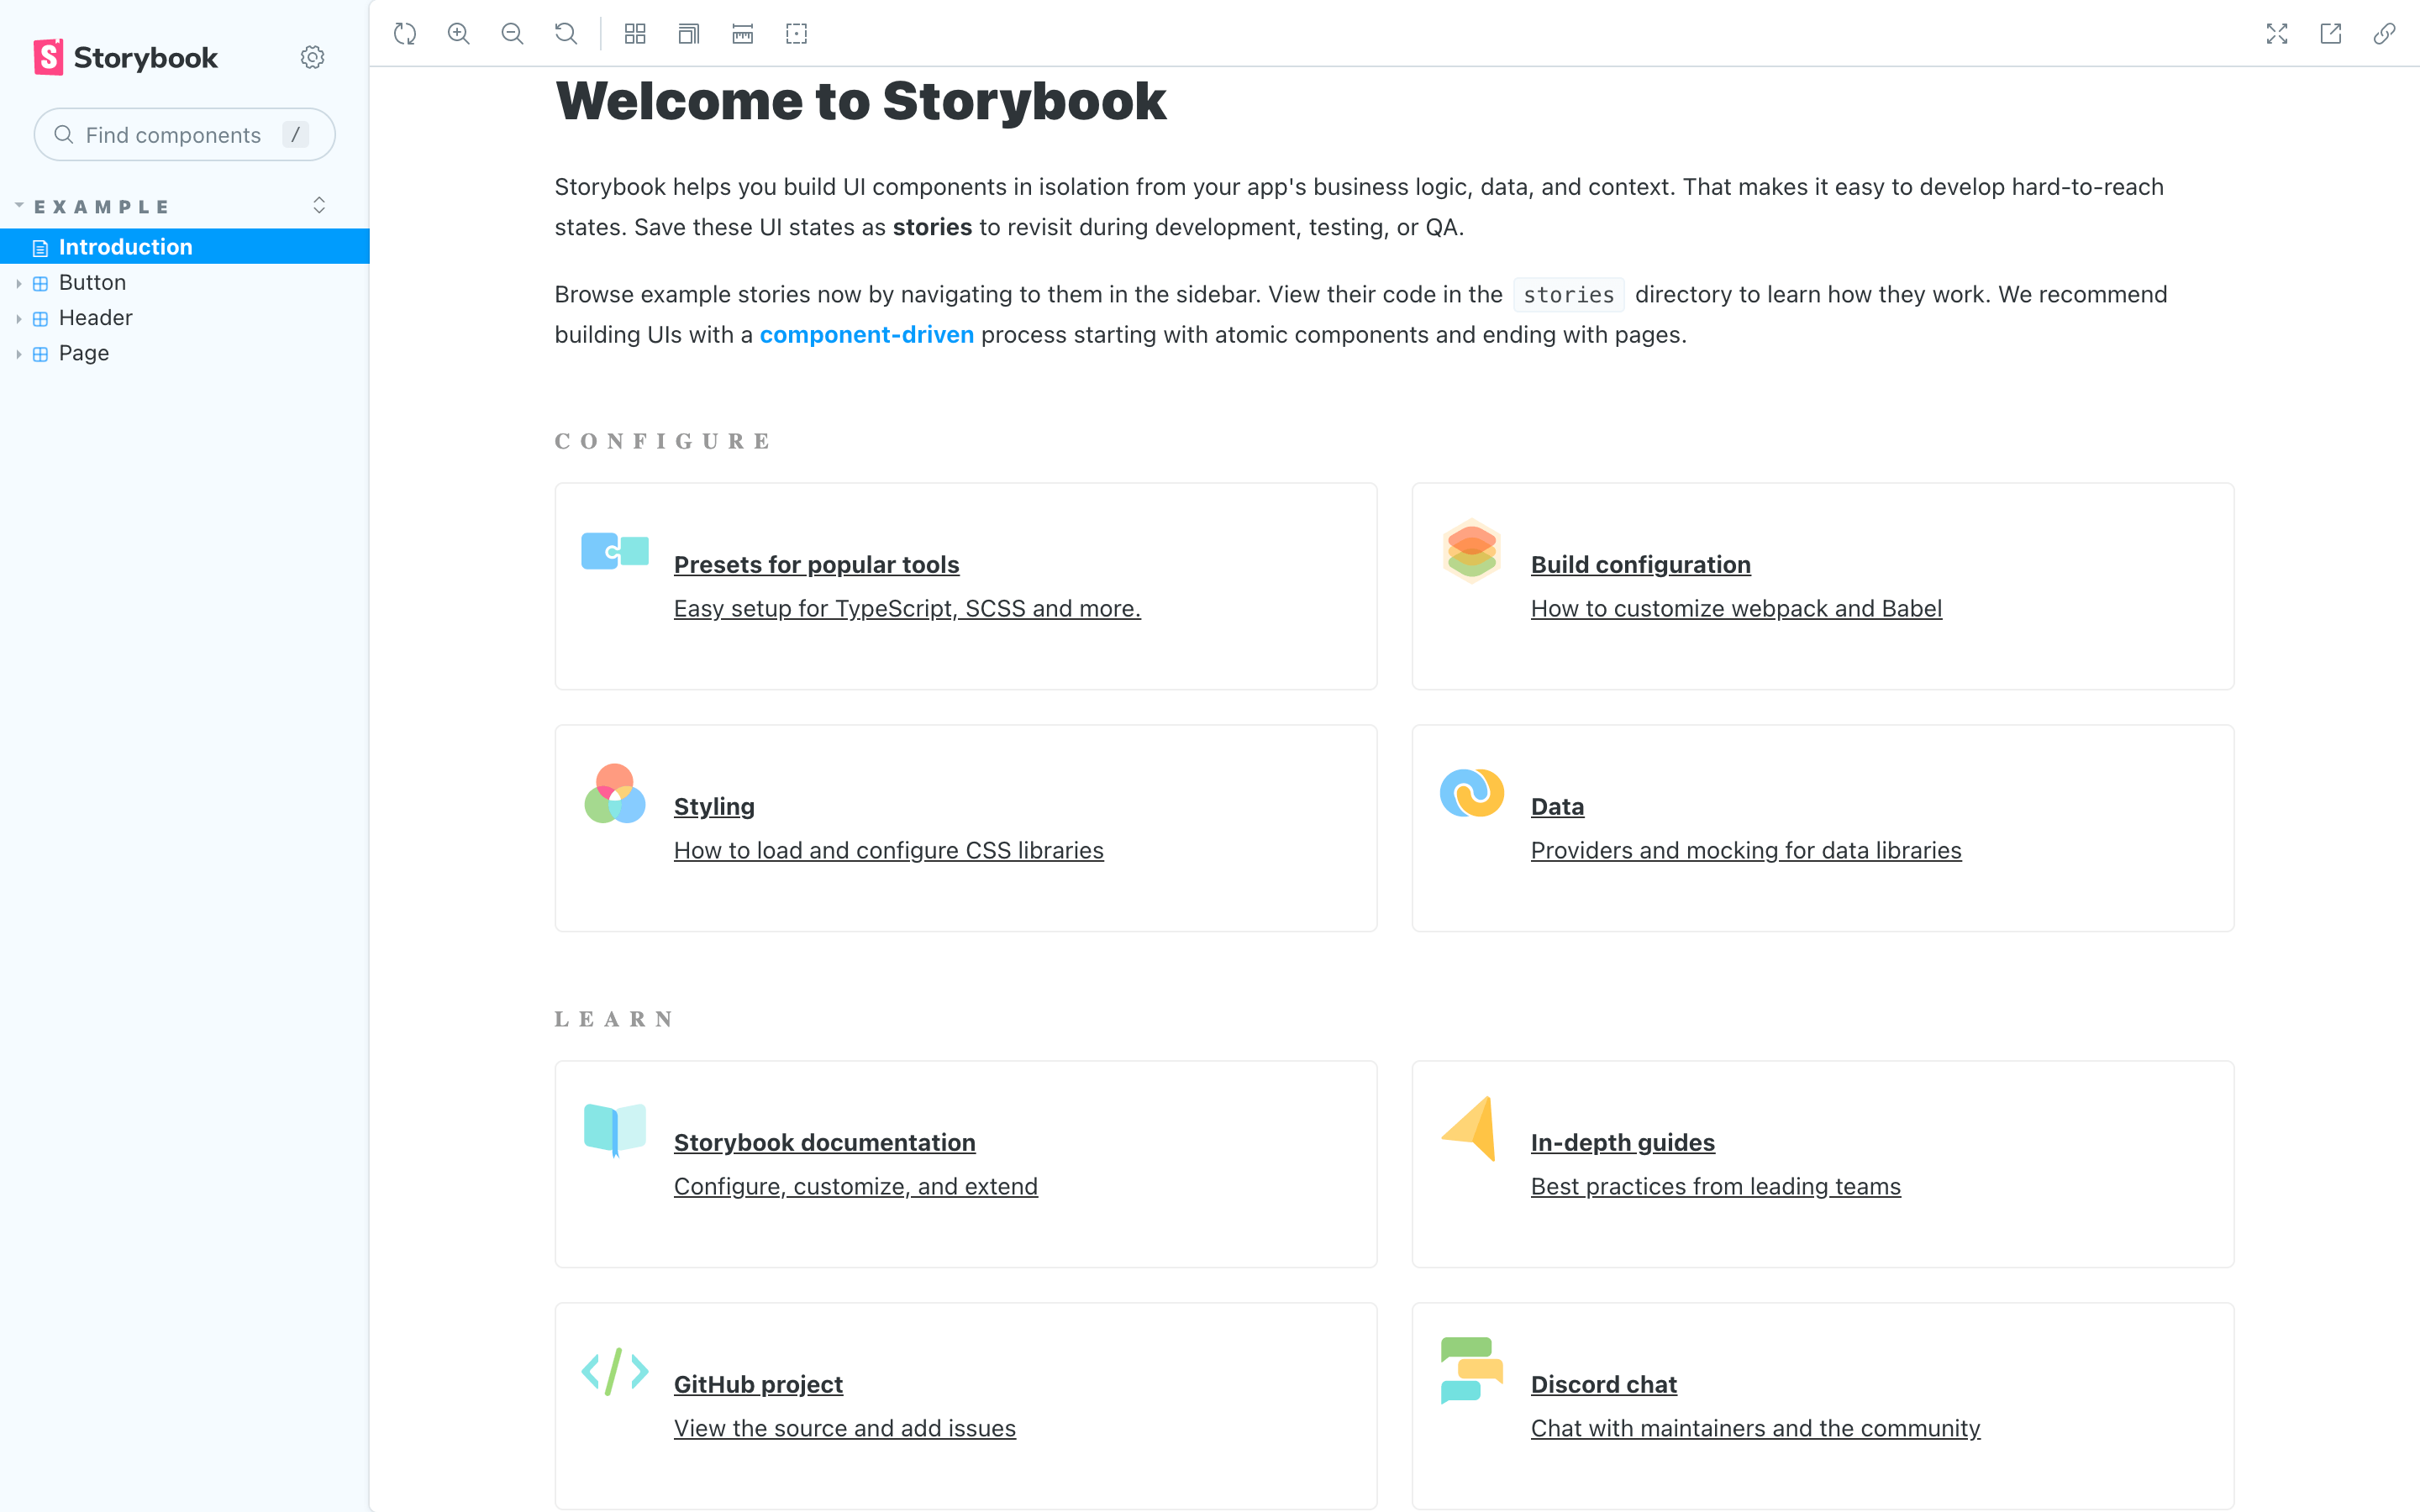 Storybook
Find components /
EXAMPLE
Introduction
Button
Header
Page
Welcome to Storybook
Storybook helps you build UI components in isolation from your app's business logic, data, and context. That makes it easy to develop hard-to-reach
states. Save these UI states as stories to revisit during development, testing, or QA.
Browse example stories now by navigating to them in the sidebar. View their code in the stories directory to learn how they work. We recommend
building UIs with a component-driven process starting with atomic components and ending with pages.
CONFIGURE
Presets for popular tools
Easy setup for TypeScript, SCSS and more.
Build configuration
How to customize webpack and Babel
Styling
How to load and configure CSS libraries
Data
Providers and mocking for data libraries
LEARN
Storybook documentation
Configure, customize, and extend
In-depth guides
Best practices from leading teams
GitHub project
View the source and add issues
Discord chat
Chat with maintainers and the community